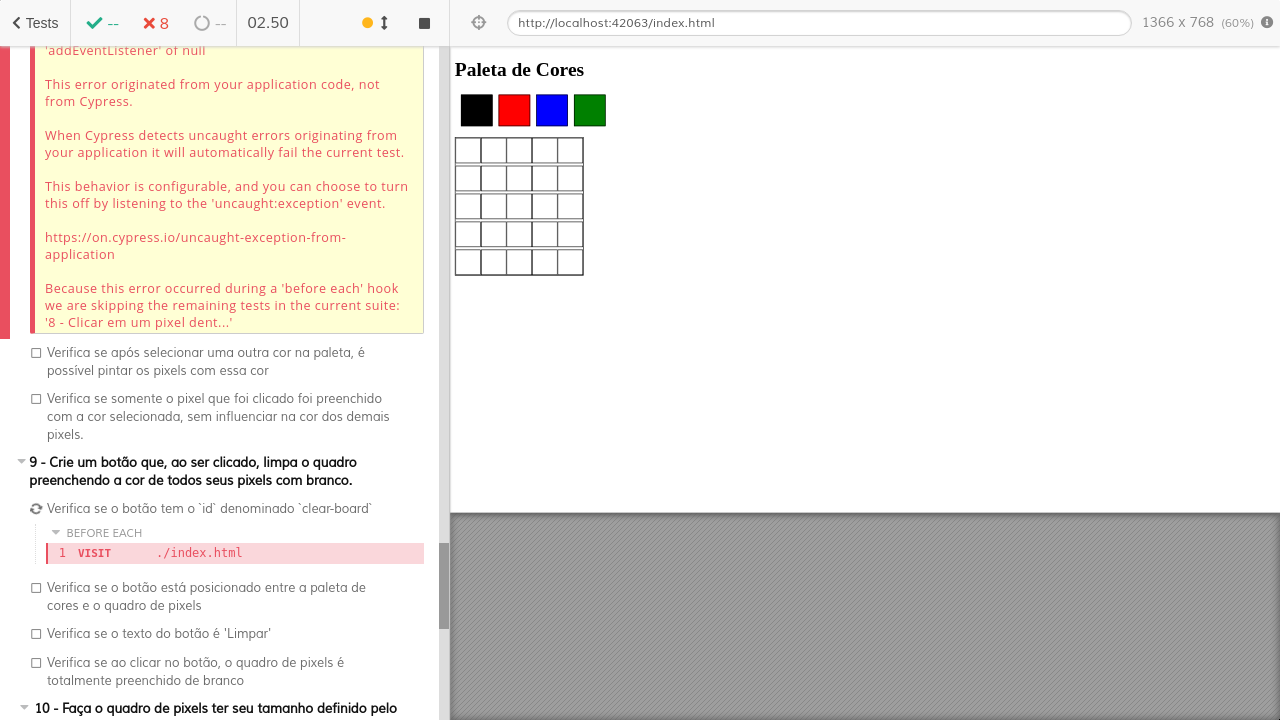 Tests
--
8
--
02.50
http://localhost:42063/index.html
1366 x 768 (60%)
'addEventListener' of null
This error originated from your application code, not
from Cypress.
When Cypress detects uncaught errors originating from
your application it will automatically fail the current test.
This behavior is configurable, and you can choose to turn
this off by listening to the 'uncaught:exception' event.
https://on.cypress.io/uncaught-exception-from-
application
Because this error occurred during a 'before each' hook
we are skipping the remaining tests in the current suite:
'8 - Clicar em um pixel dent...'
Verifica se após selecionar uma outra cor na paleta, é
possível pintar os pixels com essa cor
Verifica se somente o pixel que foi clicado foi preenchido
com a cor selecionada, sem influenciar na cor dos demais
pixels.
9 - Crie um botão que, ao ser clicado, limpa o quadro
preenchendo a cor de todos seus pixels com branco.
Verifica se o botão tem o `id` denominado `clear-board`
BEFORE EACH
1 VISIT ./index.html
Verifica se o botão está posicionado entre a paleta de
cores e o quadro de pixels
Verifica se o texto do botão é 'Limpar'
Verifica se ao clicar no botão, o quadro de pixels é
totalmente preenchido de branco
10 - Faça o quadro de pixels ter seu tamanho definido pelo
Paleta de Cores